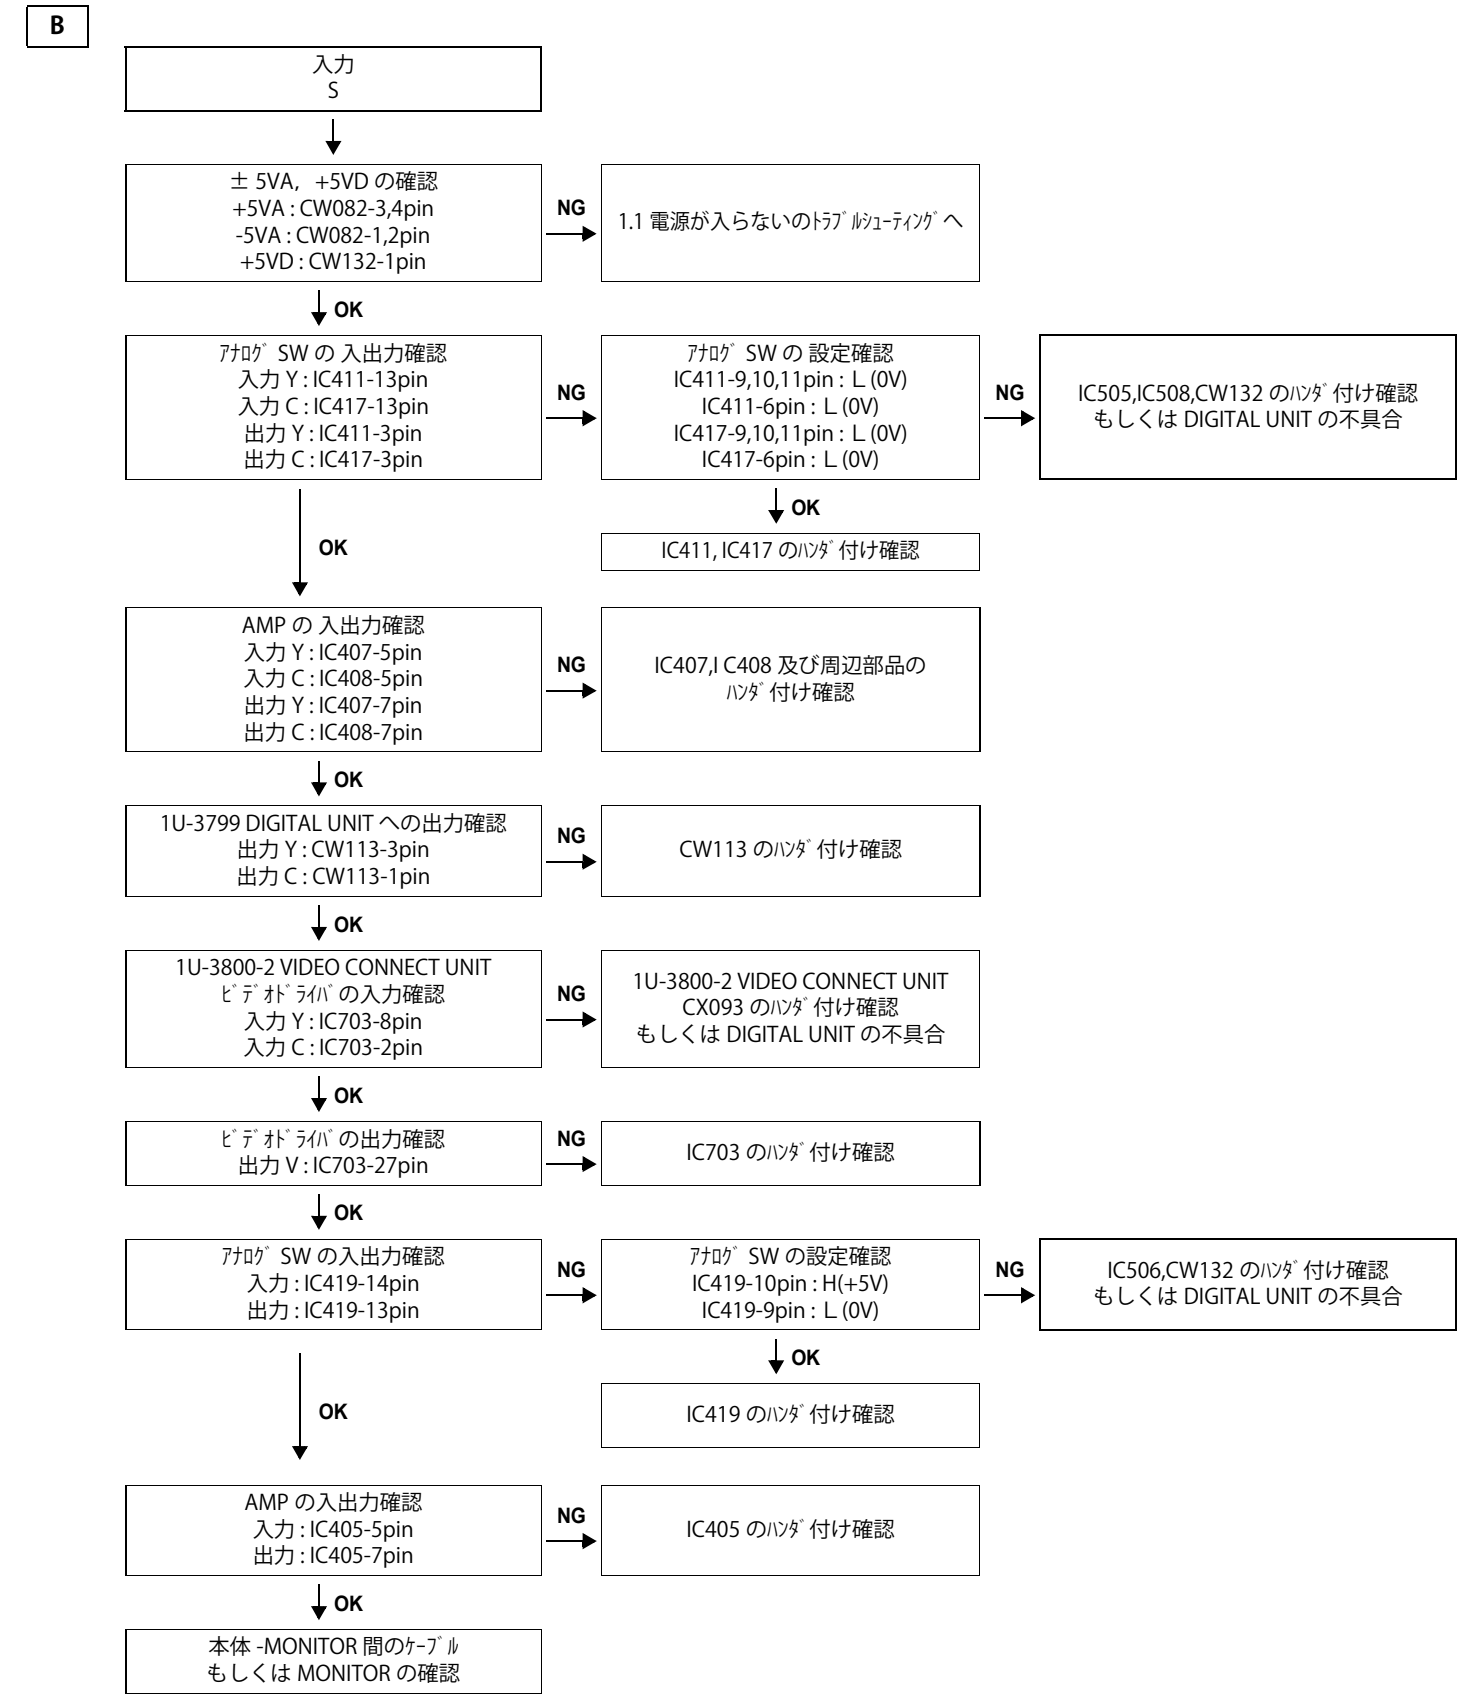 B
入力
S
± 5VA, +5VD の確認
+5VA : CW082-3,4pin
-5VA : CW082-1,2pin
+5VD : CW132-1pin
NG
1.1 電源が入らないのﾄﾗﾌﾞﾙｼｭｰﾃｨﾝｸﾞへ
OK
ｱﾅﾛｸﾞ SW の 入出力確認
入力 Y : IC411-13pin
入力 C : IC417-13pin
出力 Y : IC411-3pin
出力 C : IC417-3pin
NG
ｱﾅﾛｸﾞ SW の 設定確認
IC411-9,10,11pin : L (0V)
IC411-6pin : L (0V)
IC417-9,10,11pin : L (0V)
IC417-6pin : L (0V)
NG
IC505,IC508,CW132 のﾊﾝﾀﾞ付け確認
もしくは DIGITAL UNIT の不具合
OK
IC411, IC417 のﾊﾝﾀﾞ付け確認
OK
AMP の 入出力確認
入力 Y : IC407-5pin
入力 C : IC408-5pin
出力 Y : IC407-7pin
出力 C : IC408-7pin
NG
IC407,I C408 及び周辺部品の
ﾊﾝﾀﾞ付け確認
OK
1U-3799 DIGITAL UNIT への出力確認
出力 Y : CW113-3pin
出力 C : CW113-1pin
NG
CW113 のﾊﾝﾀﾞ付け確認
OK
1U-3800-2 VIDEO CONNECT UNIT
ﾋﾞﾃﾞｵﾄﾞﾗｲﾊﾞの入力確認
入力 Y : IC703-8pin
入力 C : IC703-2pin
NG
1U-3800-2 VIDEO CONNECT UNIT
CX093 のﾊﾝﾀﾞ付け確認
もしくは DIGITAL UNIT の不具合
OK
ﾋﾞﾃﾞｵﾄﾞﾗｲﾊﾞの出力確認
出力 V : IC703-27pin
NG
IC703 のﾊﾝﾀﾞ付け確認
OK
ｱﾅﾛｸﾞ SW の入出力確認
入力 : IC419-14pin
出力 : IC419-13pin
NG
ｱﾅﾛｸﾞ SW の設定確認
IC419-10pin : H(+5V)
IC419-9pin : L (0V)
NG
IC506,CW132 のﾊﾝﾀﾞ付け確認
もしくは DIGITAL UNIT の不具合
OK
IC419 のﾊﾝﾀﾞ付け確認
OK
AMP の入出力確認
入力 : IC405-5pin
出力 : IC405-7pin
NG
IC405 のﾊﾝﾀﾞ付け確認
OK
本体 -MONITOR 間のｹｰﾌﾞﾙ
もしくは MONITOR の確認